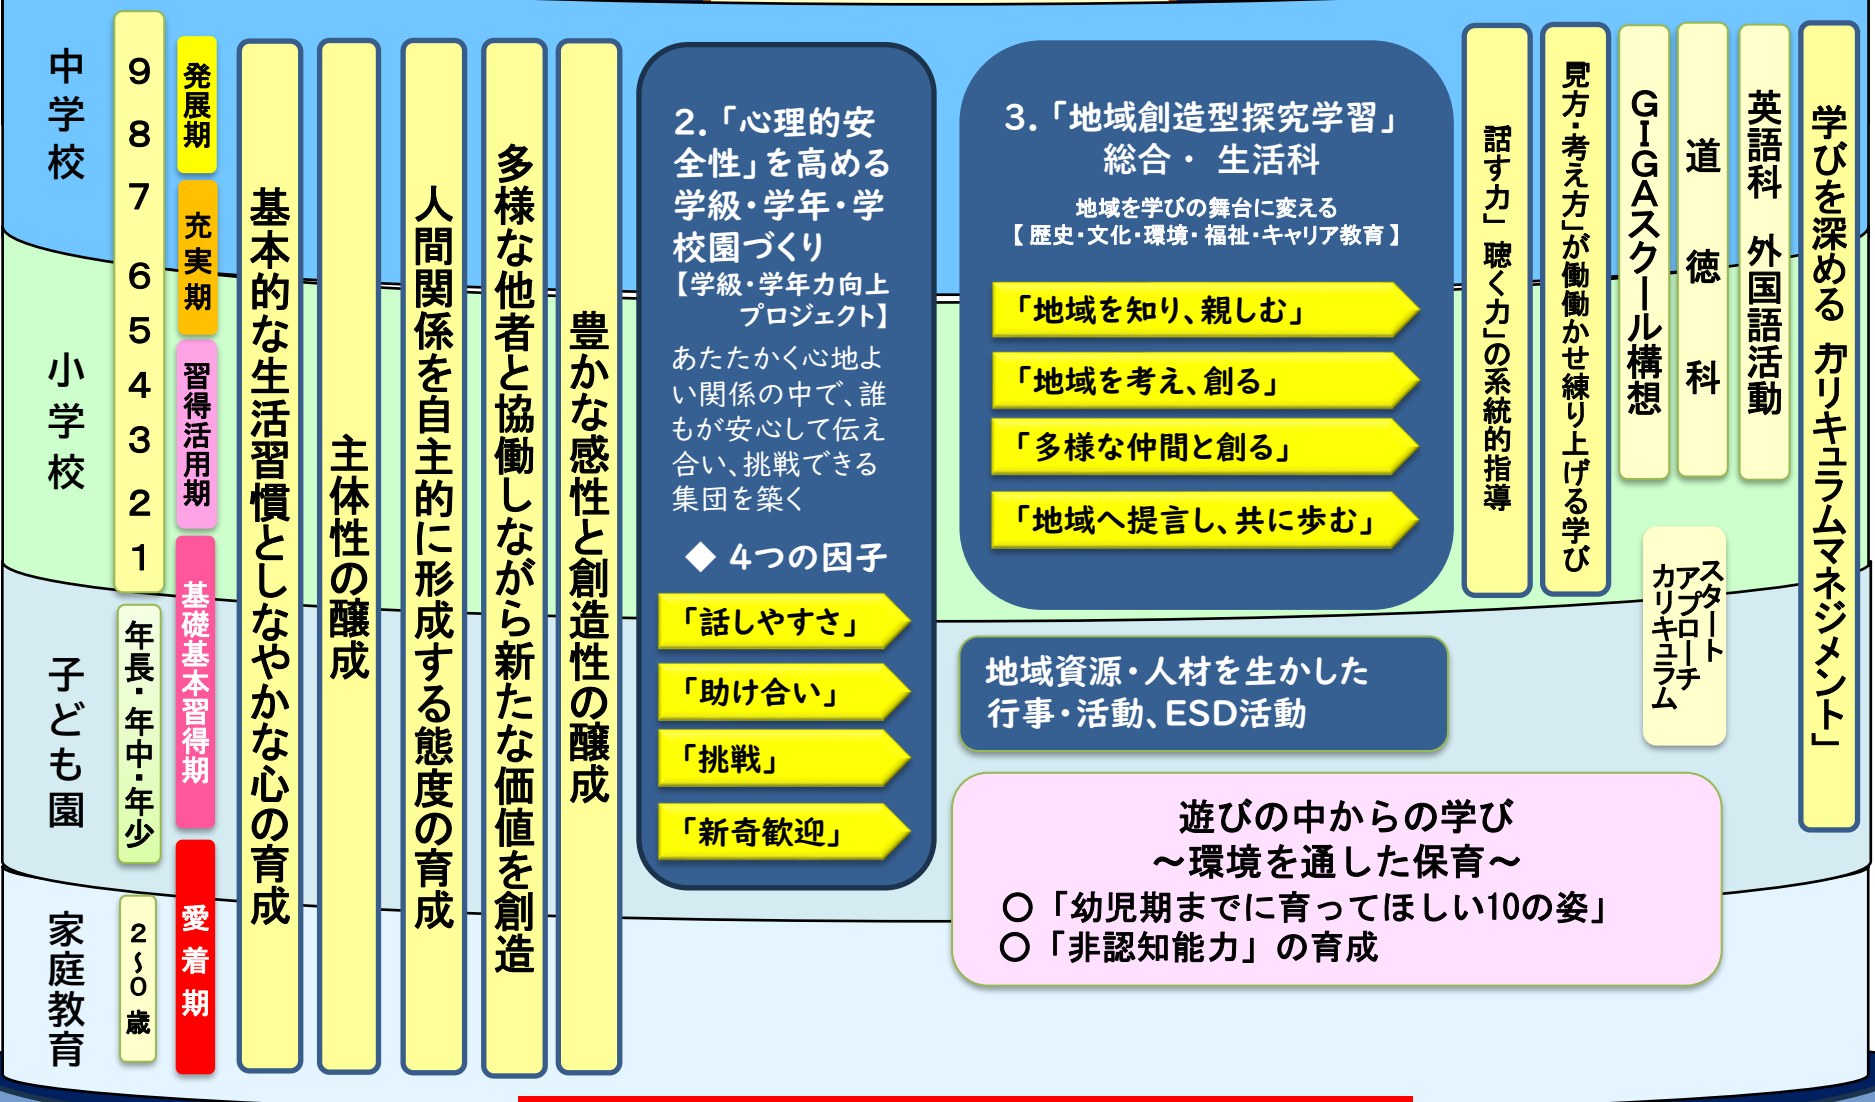 中学校
小学校
子ども園
家庭教育
9
8
7
6
5
4
3
2
1
年長・年中・年少
2～0歳
発展期
充実期
習得活用期
基礎基本習得期
愛着期
基本的な生活習慣としなやかな心の育成
主体性の醸成
人間関係を自主的に形成する態度の育成
多様な他者と協働しながら新たな価値を創造
豊かな感性と創造性の醸成
2.「心理的安
全性」を高める
学級・学年・学
校園づくり
【学級・学年力向上
プロジェクト】
あたたかく心地よ
い関係の中で、誰
もが安心して伝え
合い、挑戦できる
集団を築く
◆ 4つの因子
「話しやすさ」
「助け合い」
「挑戦」
「新奇歓迎」
3.「地域創造型探究学習」
総合・ 生活科
地域を学びの舞台に変える
【 歴史・文化・環境・福祉・キャリア教育 】
「地域を知り、親しむ」
「地域を考え、創る」
「多様な仲間と創る」
「地域へ提言し、共に歩む」
地域資源・人材を生かした
行事・活動、ESD活動
遊びの中からの学び
～環境を通した保育～
○「幼児期までに育ってほしい10の姿」
○「非認知能力」の育成
話す力」 聴く力」の系統的指導
「見方・考え方」が働働かせ練り上げる学び
GIGAスクール構想
道 徳 科
英語科 外国語活動
学びを深める カリキュラムマネジメント」
スタート
アプローチ
カリキュラム